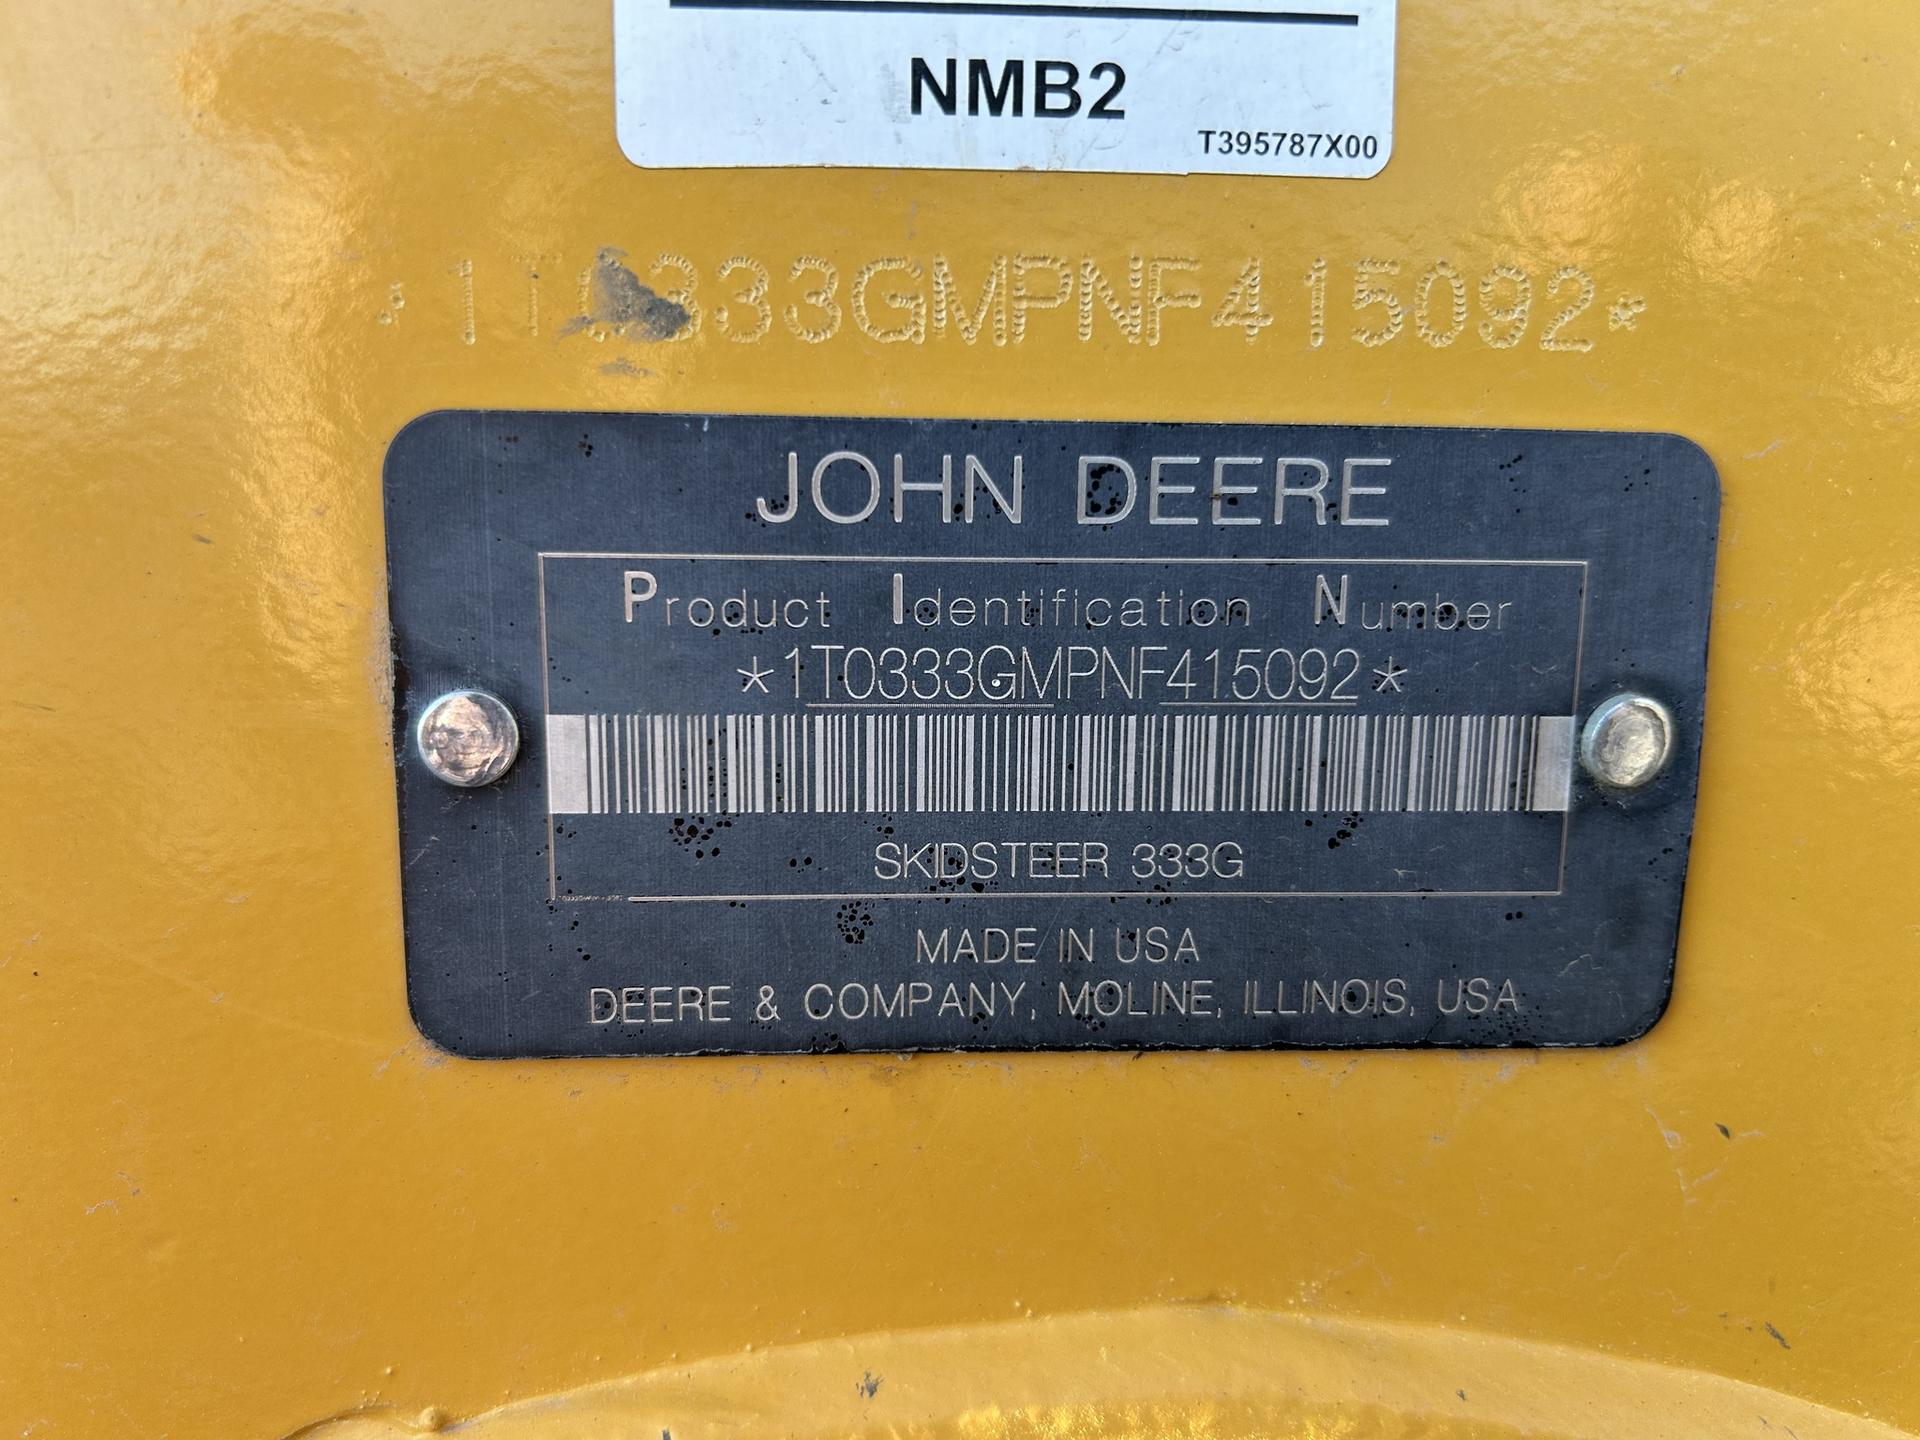 NMB2
T395787X00
*1T0333GMPNF415092*
JOHN DEERE
Product Identification Number
*1T0333GMPNF415092*
SKIDSTEER 333G
MADE IN USA
DEERE & COMPANY, MOLINE, ILLINOIS, USA